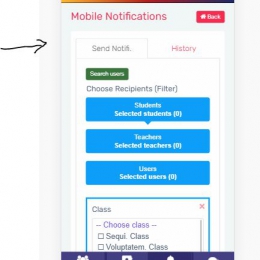 Mobile Notifications
Back
Send Notifi.
History
Search users
Choose Recipients (Filter)
Students
Selected students (0)
Teachers
Selected teachers (0)
Users
Selected users (0)
Class
-- Choose class --
Sequi. Class
Voluptatem. Class